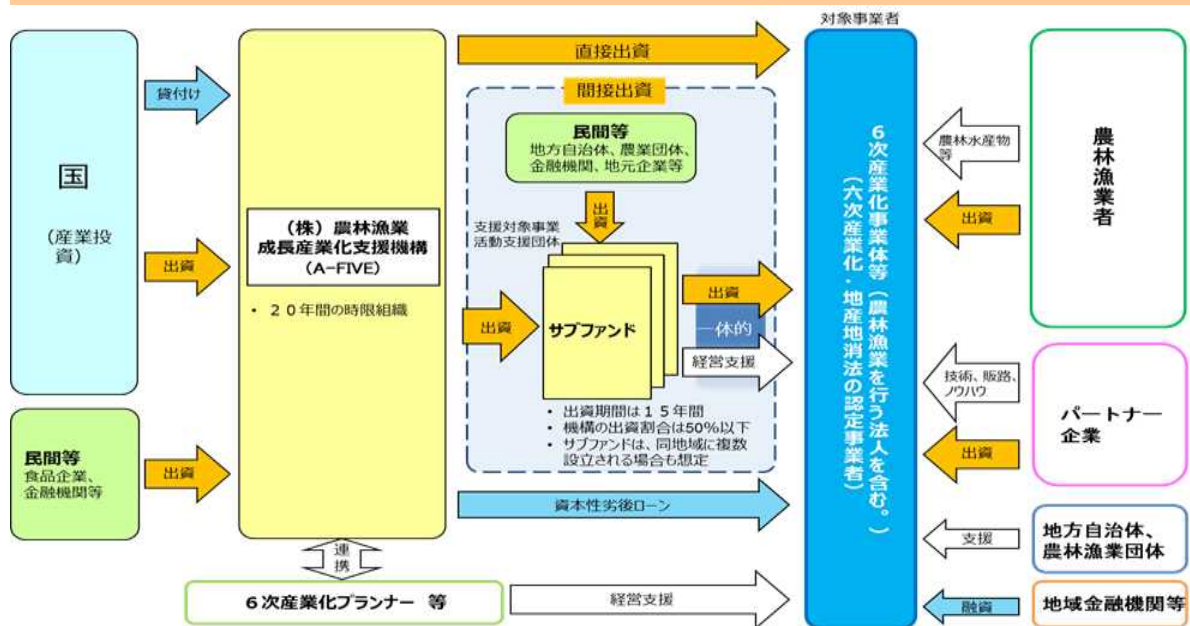 対象事業者
国
(産業投
資)
貸付け
出資
民間等
食品企業、
金融機関等
出資
(株)農林漁業
成長産業化支援機構
(A-FIVE)
• 20年間の時限組織
直接出資
間接出資
民間等
地方自治体、農業団体、
金融機関、地元企業等
出資
支援対象事業
活動支援団体
出資
サブファンド
出資
一体的
経営支援
• 出資期間は15年間
• 機構の出資割合は50%以下
• サブファンドは、同地域に複数
設立される場合も想定
資本性劣後ローン
連携
6次産業化プランナー 等
経営支援
6次産業化事業体等(農林漁業を行う法人を含む。)
(六次産業化・地産地消法の認定事業者)
農林水産物
等
出資
農林漁業者
技術、販路、
ノウハウ
出資
パートナー
企業
支援
地方自治体、
農林漁業団体
融資
地域金融機関等